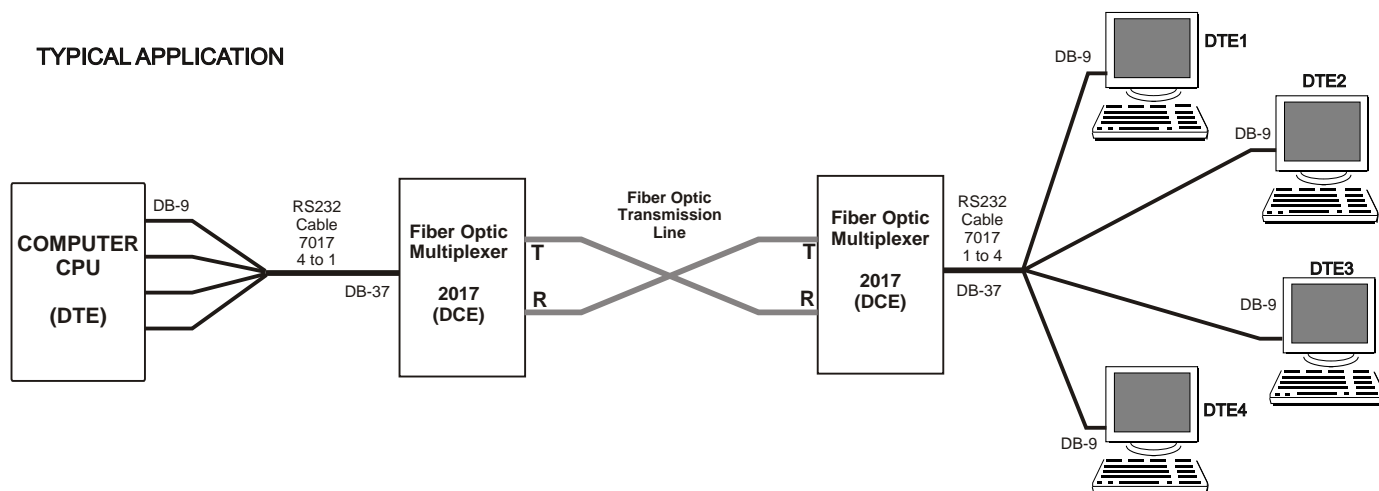 TYPICAL APPLICATION
COMPUTER
CPU
(DTE)
DB-9
RS232
Cable
7017
4 to 1
DB-37
Fiber Optic
Multiplexer
2017
(DCE)
T
R
Fiber Optic
Transmission
Line
T
R
Fiber Optic
Multiplexer
2017
(DCE)
RS232
Cable
7017
1 to 4
DB-37
DB-9
DTE1
DB-9
DTE2
DB-9
DTE3
DB-9
DTE4